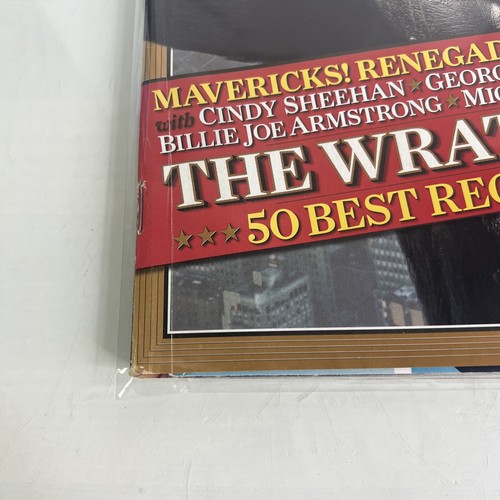 MAVERICKS! RENEGAD
with CINDY SHEEHAN ★ GEORG
BILLIE JOE ARMSTRONG ★ MIC
THE WRAT
★★★ 50 BEST REC